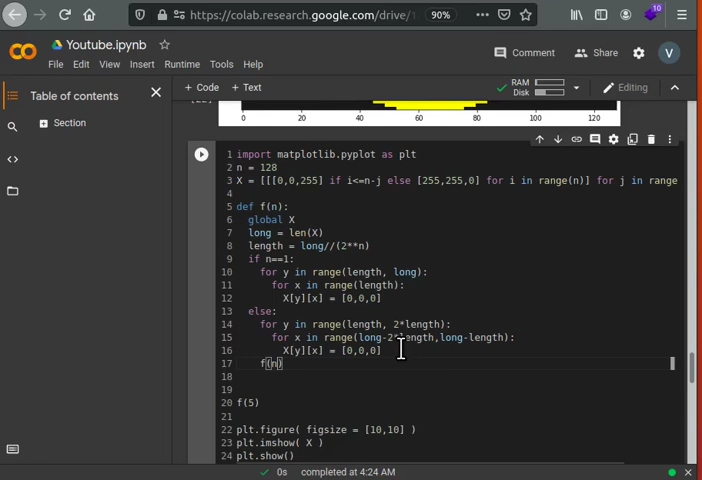 https://colab.research.google.com/drive/1
90%
10
Youtube.ipynb
Comment
Share
V
File Edit View Insert Runtime Tools Help
+ Code + Text
RAM
Disk
Editing
Table of contents
Section
0 20 40 60 80 100 120
1 import matplotlib.pyplot as plt
2 n = 128
3 X = [[[0,0,255] if i<=n-j else [255,255,0] for i in range(n)] for j in range
4
5 def f(n):
6 global X
7 long = len(X)
8 length = long//(2**n)
9 if n==1:
10 for y in range(length, long):
11 for x in range(length):
12 X[y][x] = [0,0,0]
13 else:
14 for y in range(length, 2*length):
15 for x in range(long-2*length,long-length):
16 X[y][x] = [0,0,0]
17 f(n)
18
19
20 f(5)
21
22 plt.figure( figsize = [10,10] )
23 plt.imshow( X )
24 plt.show()
0s completed at 4:24 AM